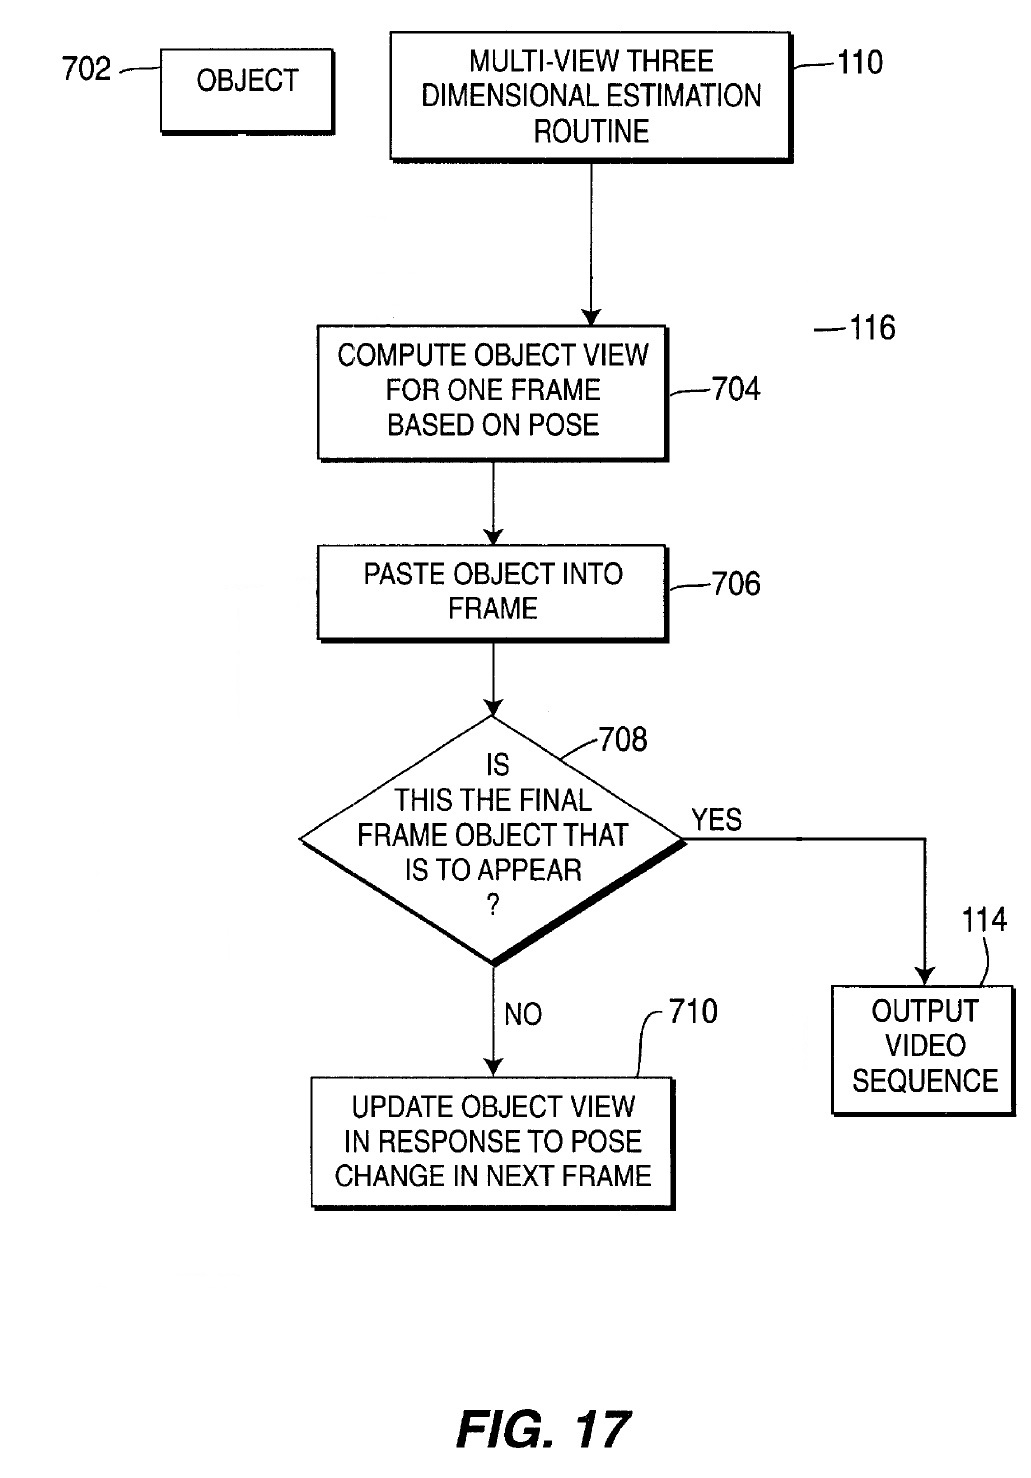 702
OBJECT
MULTI-VIEW THREE
DIMENSIONAL ESTIMATION
ROUTINE
110
116
COMPUTE OBJECT VIEW
FOR ONE FRAME
BASED ON POSE
704
PASTE OBJECT INTO
FRAME
706
708
IS
THIS THE FINAL
FRAME OBJECT THAT
IS TO APPEAR
?
YES
NO
114
OUTPUT
VIDEO
SEQUENCE
710
UPDATE OBJECT VIEW
IN RESPONSE TO POSE
CHANGE IN NEXT FRAME
FIG. 17